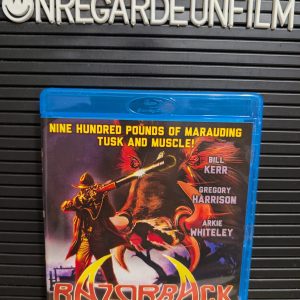 ONREGARDEUNFILM
NINE HUNDRED POUNDS OF MARAUDING
TUSK AND MUSCLE!
BILL
KERR
GREGORY
HARRISON
ARKIE
WHITELEY
RAZORBACK